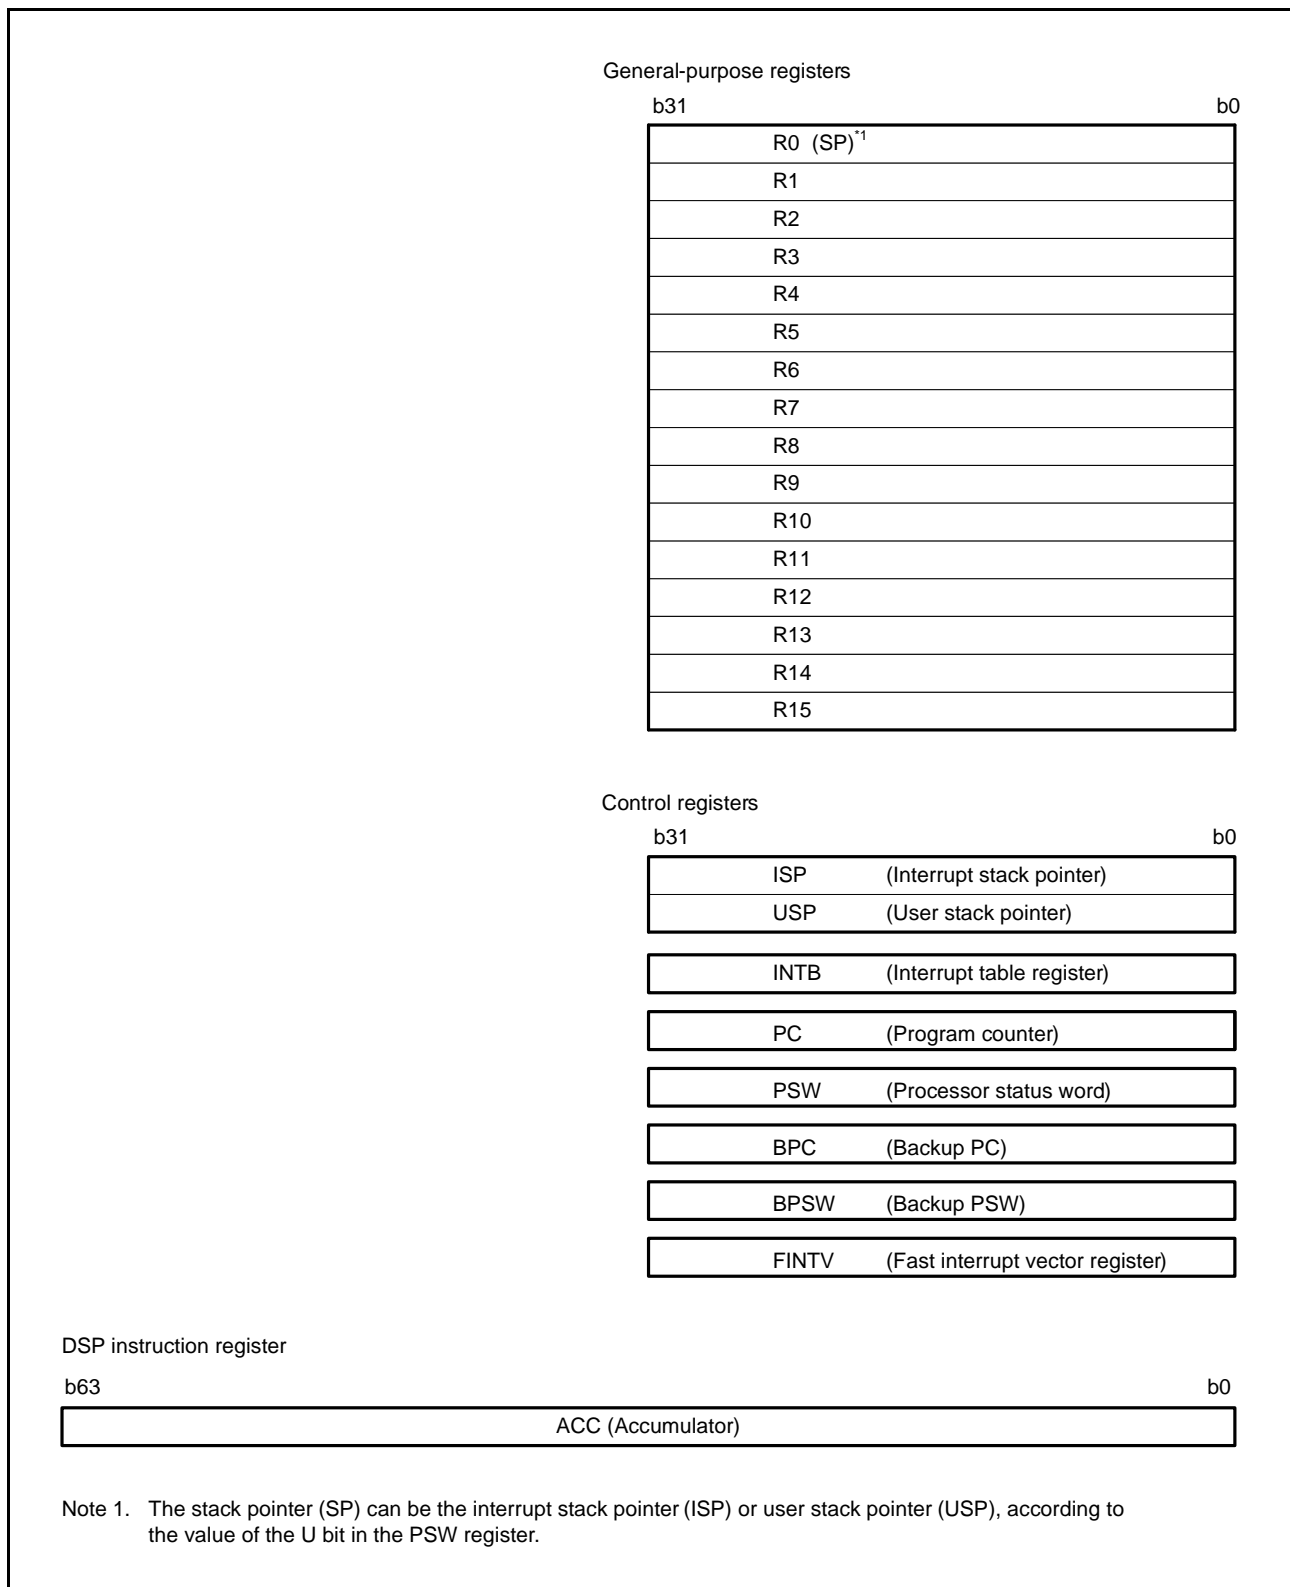 General-purpose registers
b31 b0
R0 (SP)*1
R1
R2
R3
R4
R5
R6
R7
R8
R9
R10
R11
R12
R13
R14
R15
Control registers
b31 b0
ISP (Interrupt stack pointer)
USP (User stack pointer)
INTB (Interrupt table register)
PC (Program counter)
PSW (Processor status word)
BPC (Backup PC)
BPSW (Backup PSW)
FINTV (Fast interrupt vector register)
DSP instruction register
b63 b0
ACC (Accumulator)
Note 1. The stack pointer (SP) can be the interrupt stack pointer (ISP) or user stack pointer (USP), according to
the value of the U bit in the PSW register.